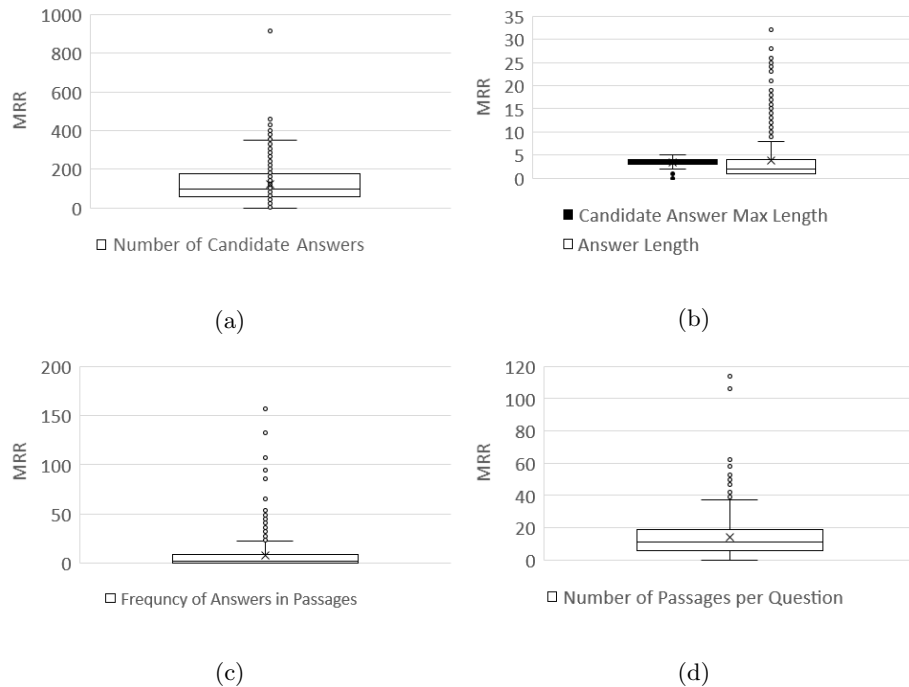 1000
800
600
400
200
0
MRR
Number of Candidate Answers
(a)
35
30
25
20
15
10
5
0
MRR
Candidate Answer Max Length
Answer Length
(b)
200
150
100
50
0
MRR
Frequncy of Answers in Passages
(c)
120
100
80
60
40
20
0
MRR
Number of Passages per Question
(d)